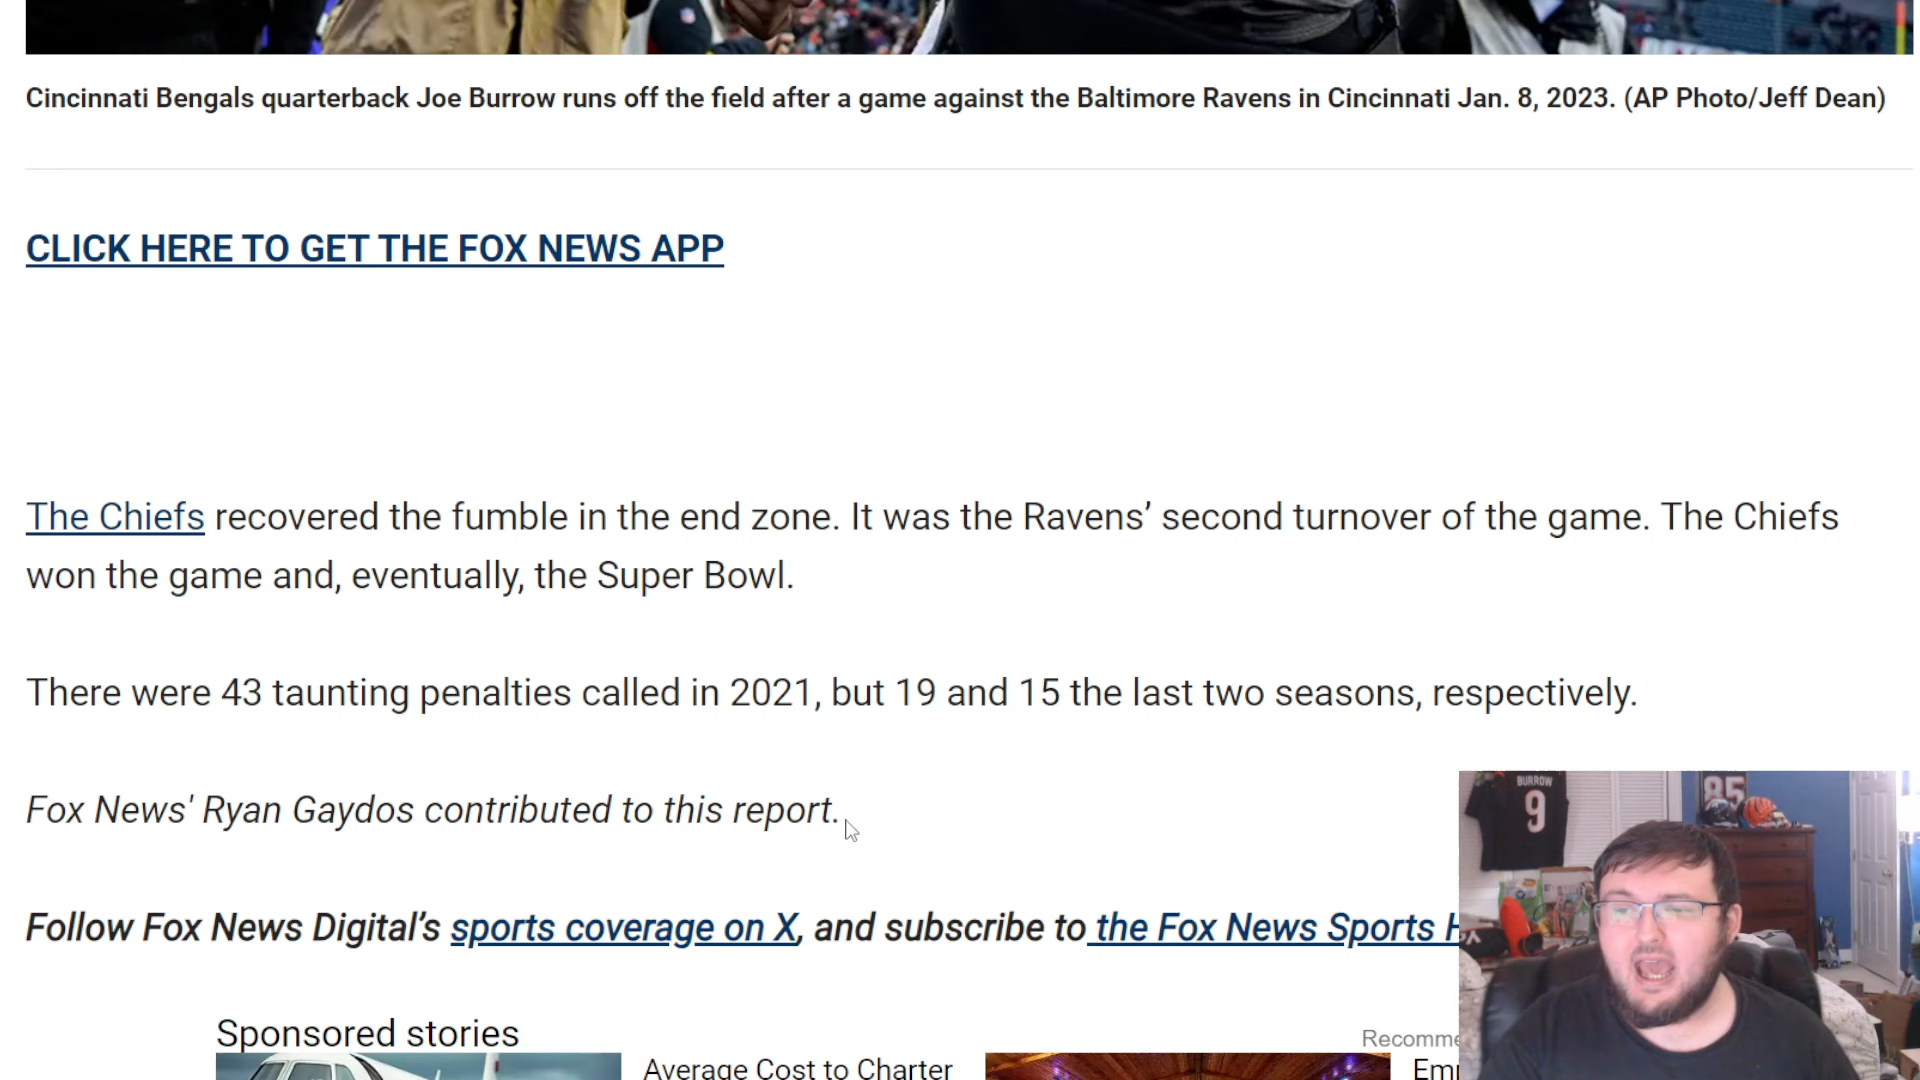 Cincinnati Bengals quarterback Joe Burrow runs off the field after a game against the Baltimore Ravens in Cincinnati Jan. 8, 2023. (AP Photo/Jeff Dean)
CLICK HERE TO GET THE FOX NEWS APP
The Chiefs recovered the fumble in the end zone. It was the Ravens’ second turnover of the game. The Chiefs
won the game and, eventually, the Super Bowl.
There were 43 taunting penalties called in 2021, but 19 and 15 the last two seasons, respectively.
Fox News' Ryan Gaydos contributed to this report.
BURROW
9
85
Follow Fox News Digital’s sports coverage on X, and subscribe to the Fox News Sports
Sponsored stories
Average Cost to Charter